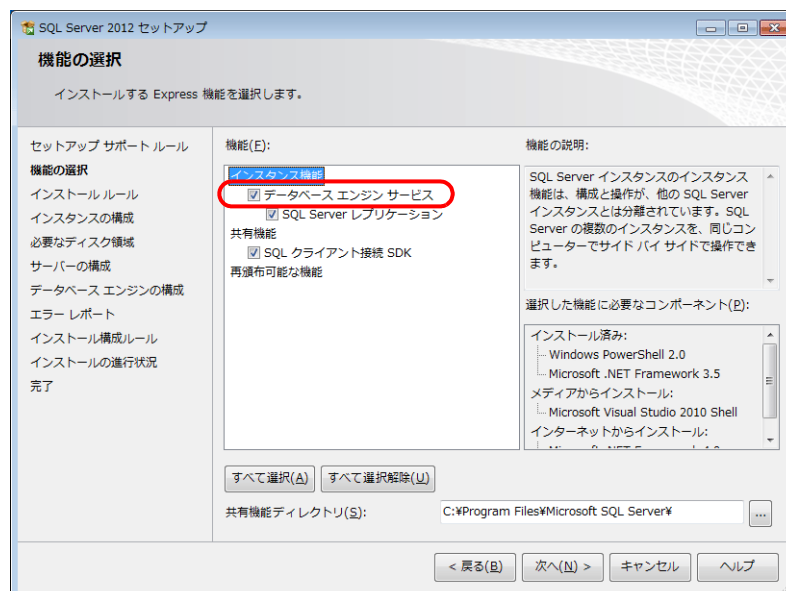 SQL Server 2012 セットアップ
機能の選択
インストールする Express 機能を選択します。
セットアップ サポート ルール
機能の選択
インストール ルール
インスタンスの構成
必要なディスク領域
サーバーの構成
データベース エンジンの構成
エラー レポート
インストール構成ルール
インストールの進行状況
完了
機能(F):
インスタンス機能
データベース エンジン サービス
SQL Server レプリケーション
共有機能
SQL クライアント接続 SDK
再頒布可能な機能
機能の説明:
SQL Server インスタンスのインスタンス
機能は、構成と操作が、他の SQL Server
インスタンスとは分離されています。SQL
Server の複数のインスタンスを、同じコン
ピューターでサイド バイ サイドで操作でき
ます。
選択した機能に必要なコンポーネント(P):
インストール済み:
Windows PowerShell 2.0
Microsoft .NET Framework 3.5
メディアからインストール:
Microsoft Visual Studio 2010 Shell
インターネットからインストール:
すべて選択(A)
すべて選択解除(U)
共有機能ディレクトリ(S):
C:¥Program Files¥Microsoft SQL Server¥
...
< 戻る(B)
次へ(N) >
キャンセル
ヘルプ